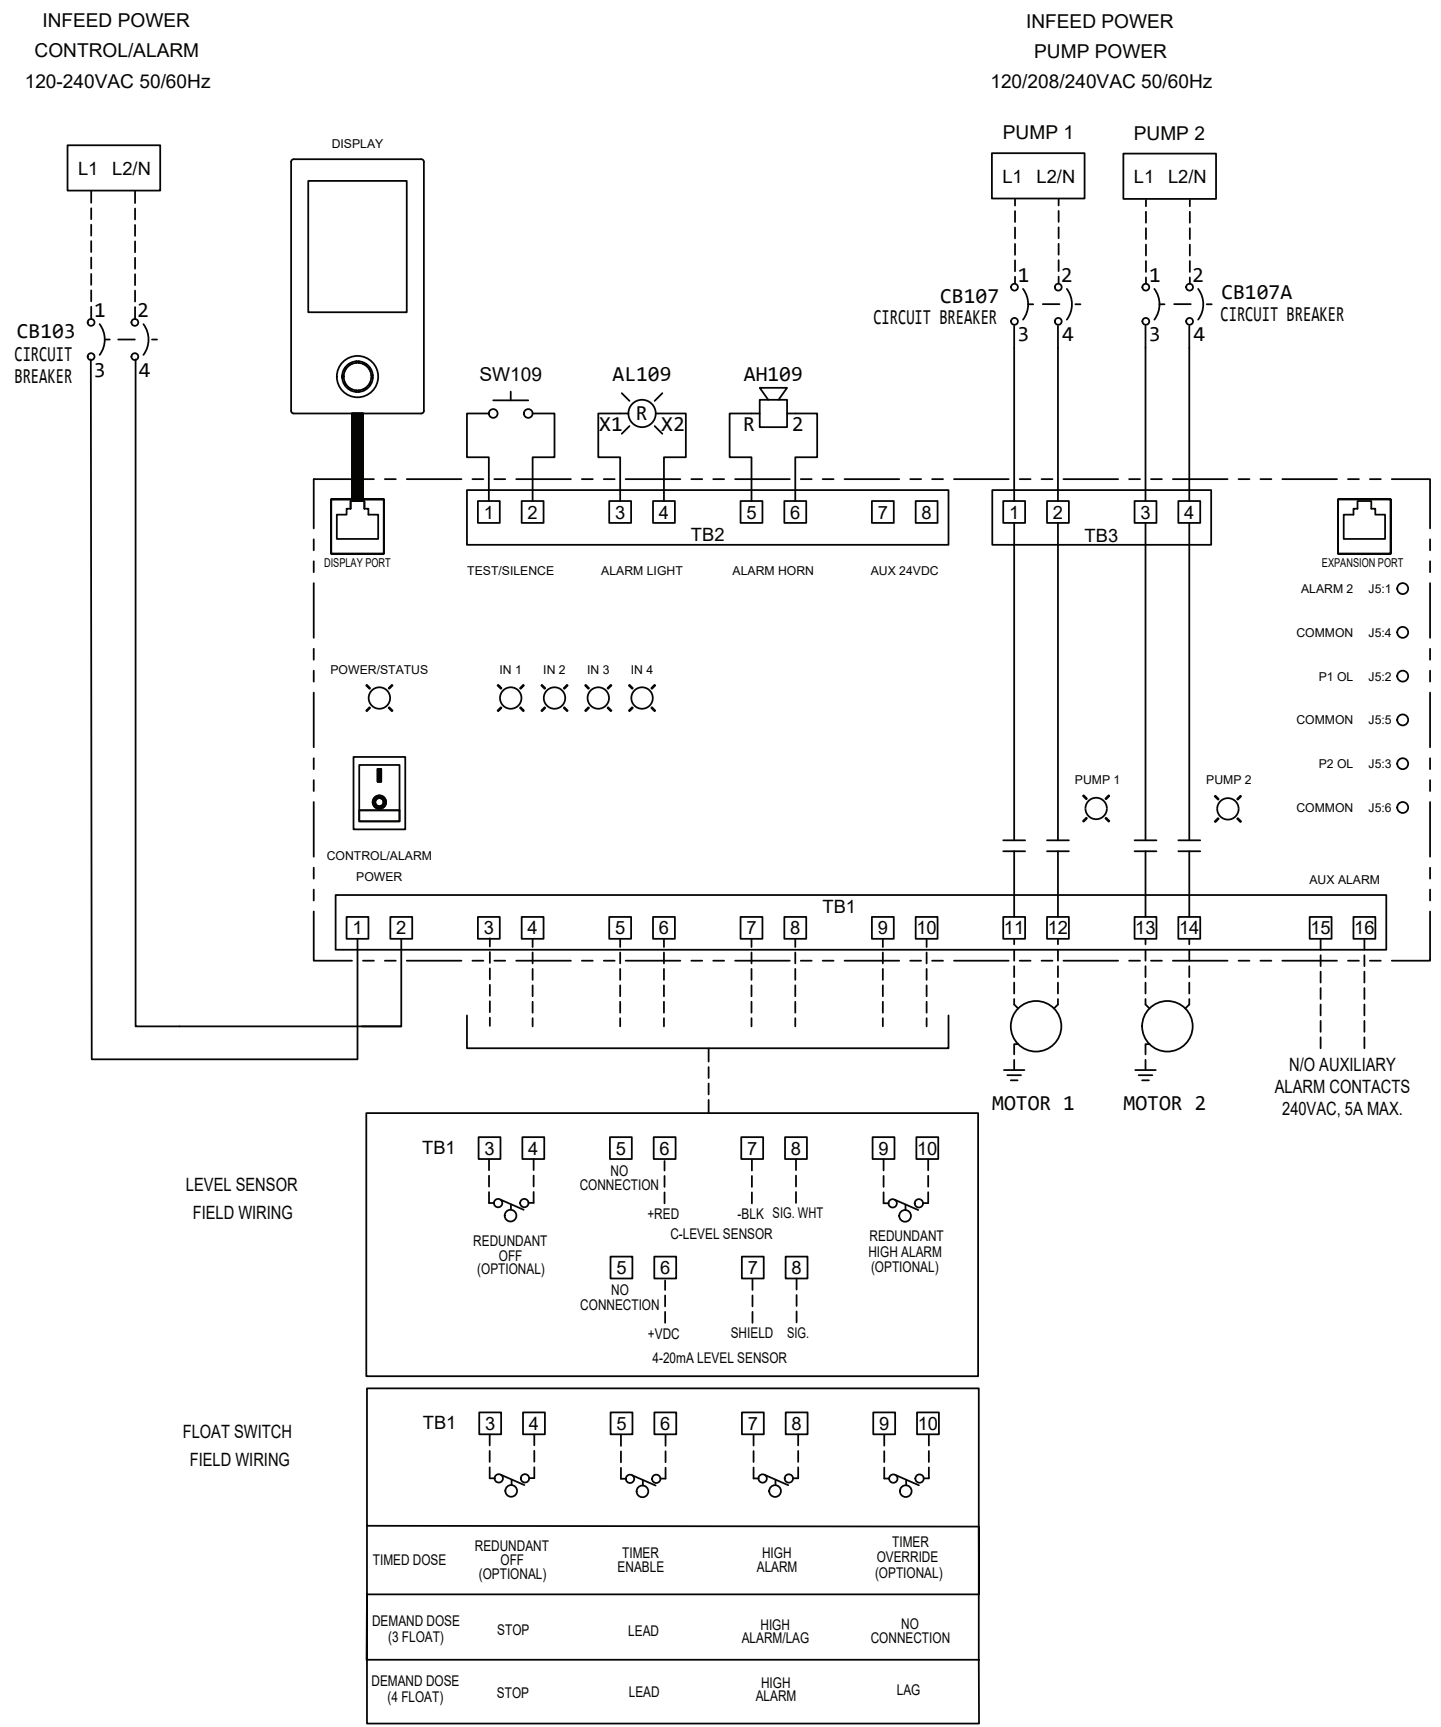 INFEED POWER
CONTROL/ALARM
120-240VAC 50/60Hz
INFEED POWER
PUMP POWER
120/208/240VAC 50/60Hz
PUMP 1
PUMP 2
L1 L2/N
DISPLAY
L1 L2/N
L1 L2/N
1 2
CB103
CIRCUIT
BREAKER
3 4
1 2
CB107
CIRCUIT BREAKER
3 4
1 2
CB107A
CIRCUIT BREAKER
3 4
SW109
AL109
X1 R X2
AH109
R 2
1 2 3 4 5 6 7 8
TB2
1 2 3 4
TB3
DISPLAY PORT
TEST/SILENCE
ALARM LIGHT
ALARM HORN
AUX 24VDC
EXPANSION PORT
ALARM 2 J5:1
COMMON J5:4
P1 OL J5:2
COMMON J5:5
P2 OL J5:3
COMMON J5:6
POWER/STATUS
IN 1 IN 2 IN 3 IN 4
PUMP 1
PUMP 2
CONTROL/ALARM
POWER
AUX ALARM
TB1
1 2 3 4 5 6 7 8 9 10 11 12 13 14 15 16
MOTOR 1
MOTOR 2
N/O AUXILIARY
ALARM CONTACTS
240VAC, 5A MAX.
LEVEL SENSOR
FIELD WIRING
TB1 3 4 5 6 7 8 9 10
NO
CONNECTION
+RED
-BLK
SIG. WHT
C-LEVEL SENSOR
REDUNDANT
OFF
(OPTIONAL)
REDUNDANT
HIGH ALARM
(OPTIONAL)
5 6 7 8
NO
CONNECTION
+VDC
SHIELD
SIG.
4-20mA LEVEL SENSOR
FLOAT SWITCH
FIELD WIRING
TB1 3 4 5 6 7 8 9 10
TIMED DOSE
REDUNDANT
OFF
(OPTIONAL)
TIMER
ENABLE
HIGH
ALARM
TIMER
OVERRIDE
(OPTIONAL)
DEMAND DOSE
(3 FLOAT)
STOP
LEAD
HIGH
ALARM/LAG
NO
CONNECTION
DEMAND DOSE
(4 FLOAT)
STOP
LEAD
HIGH
ALARM
LAG